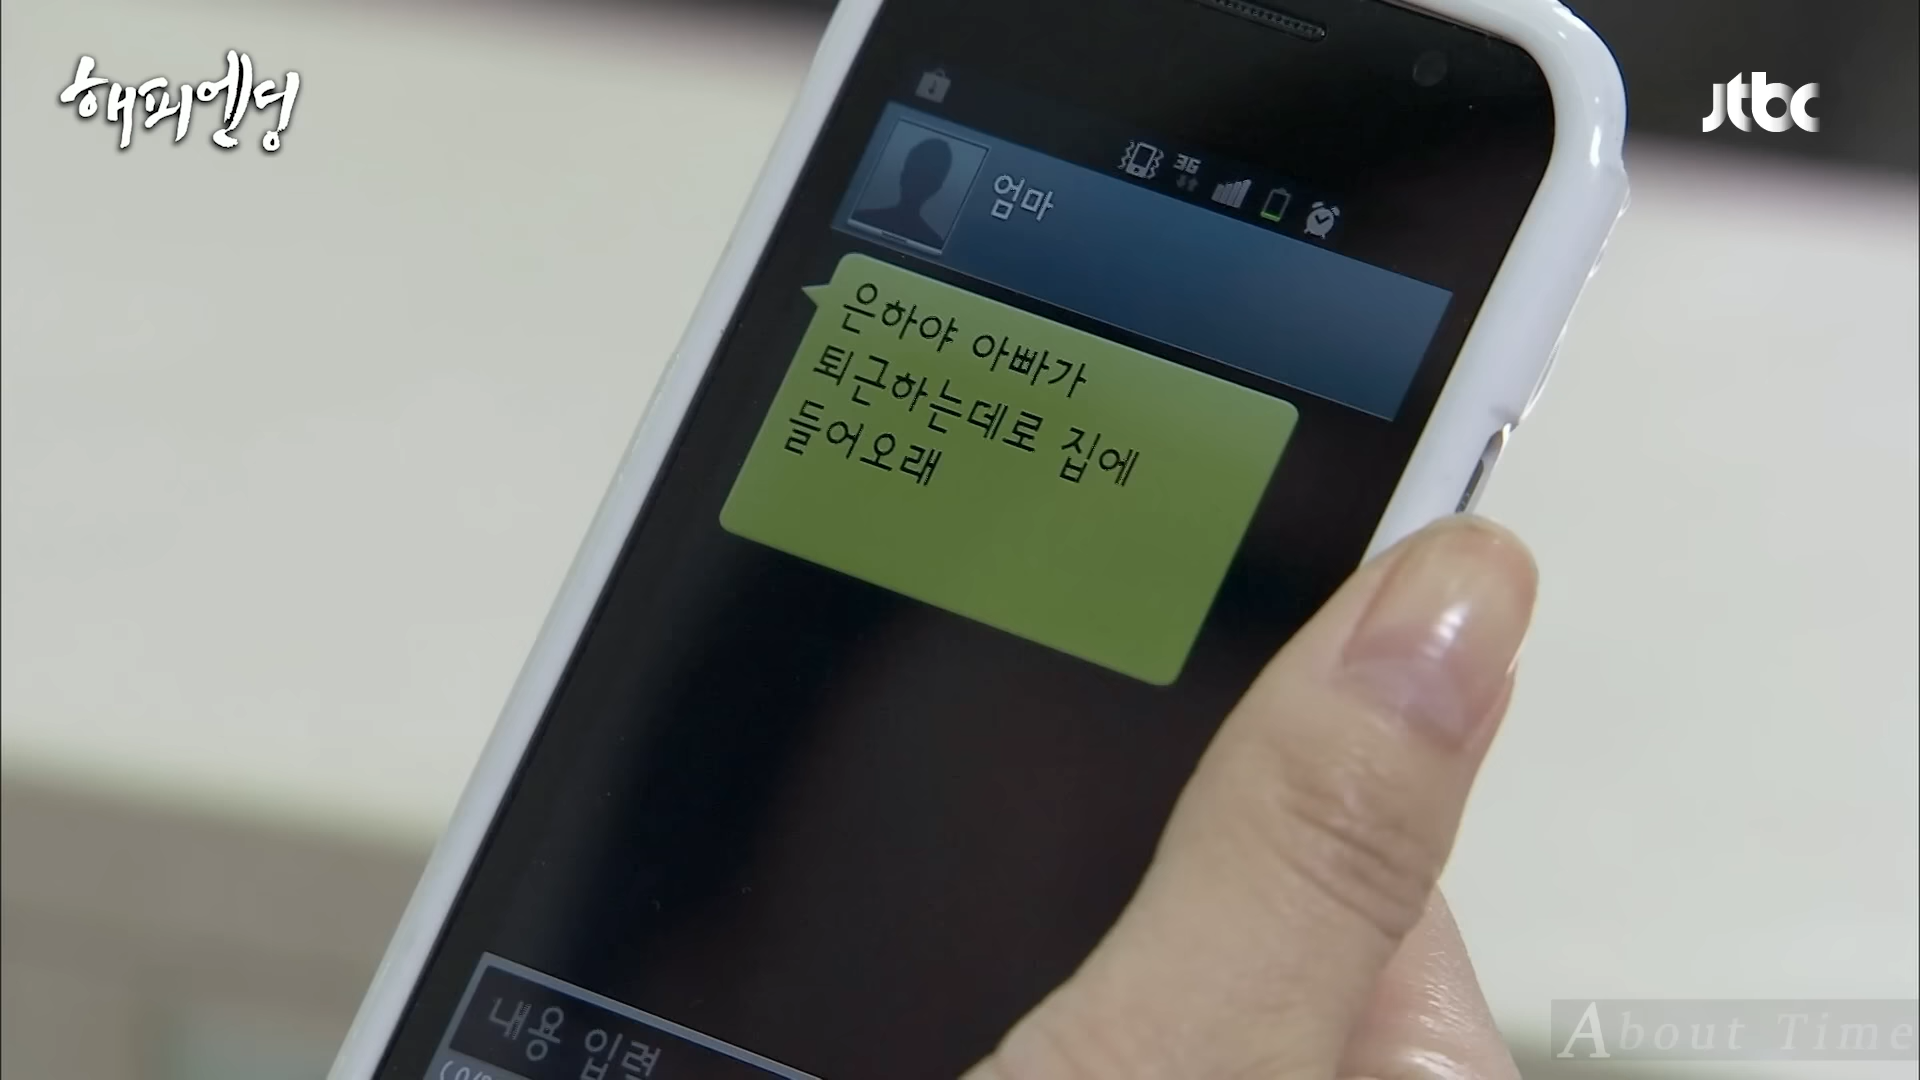 해피엔딩
jtbc
3G
엄마
은하야 아빠가
퇴근하는데로 집에
들어오래
내용 입력
About Time